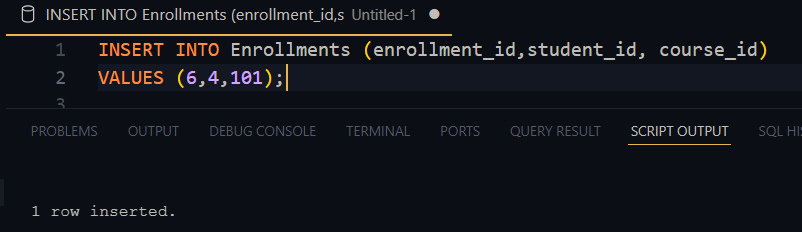 INSERT INTO Enrollments (enrollment_id,s Untitled-1
1 INSERT INTO Enrollments (enrollment_id,student_id, course_id)
2 VALUES (6,4,101);
3
PROBLEMS OUTPUT DEBUG CONSOLE TERMINAL PORTS QUERY RESULT SCRIPT OUTPUT SQL HIS
1 row inserted.